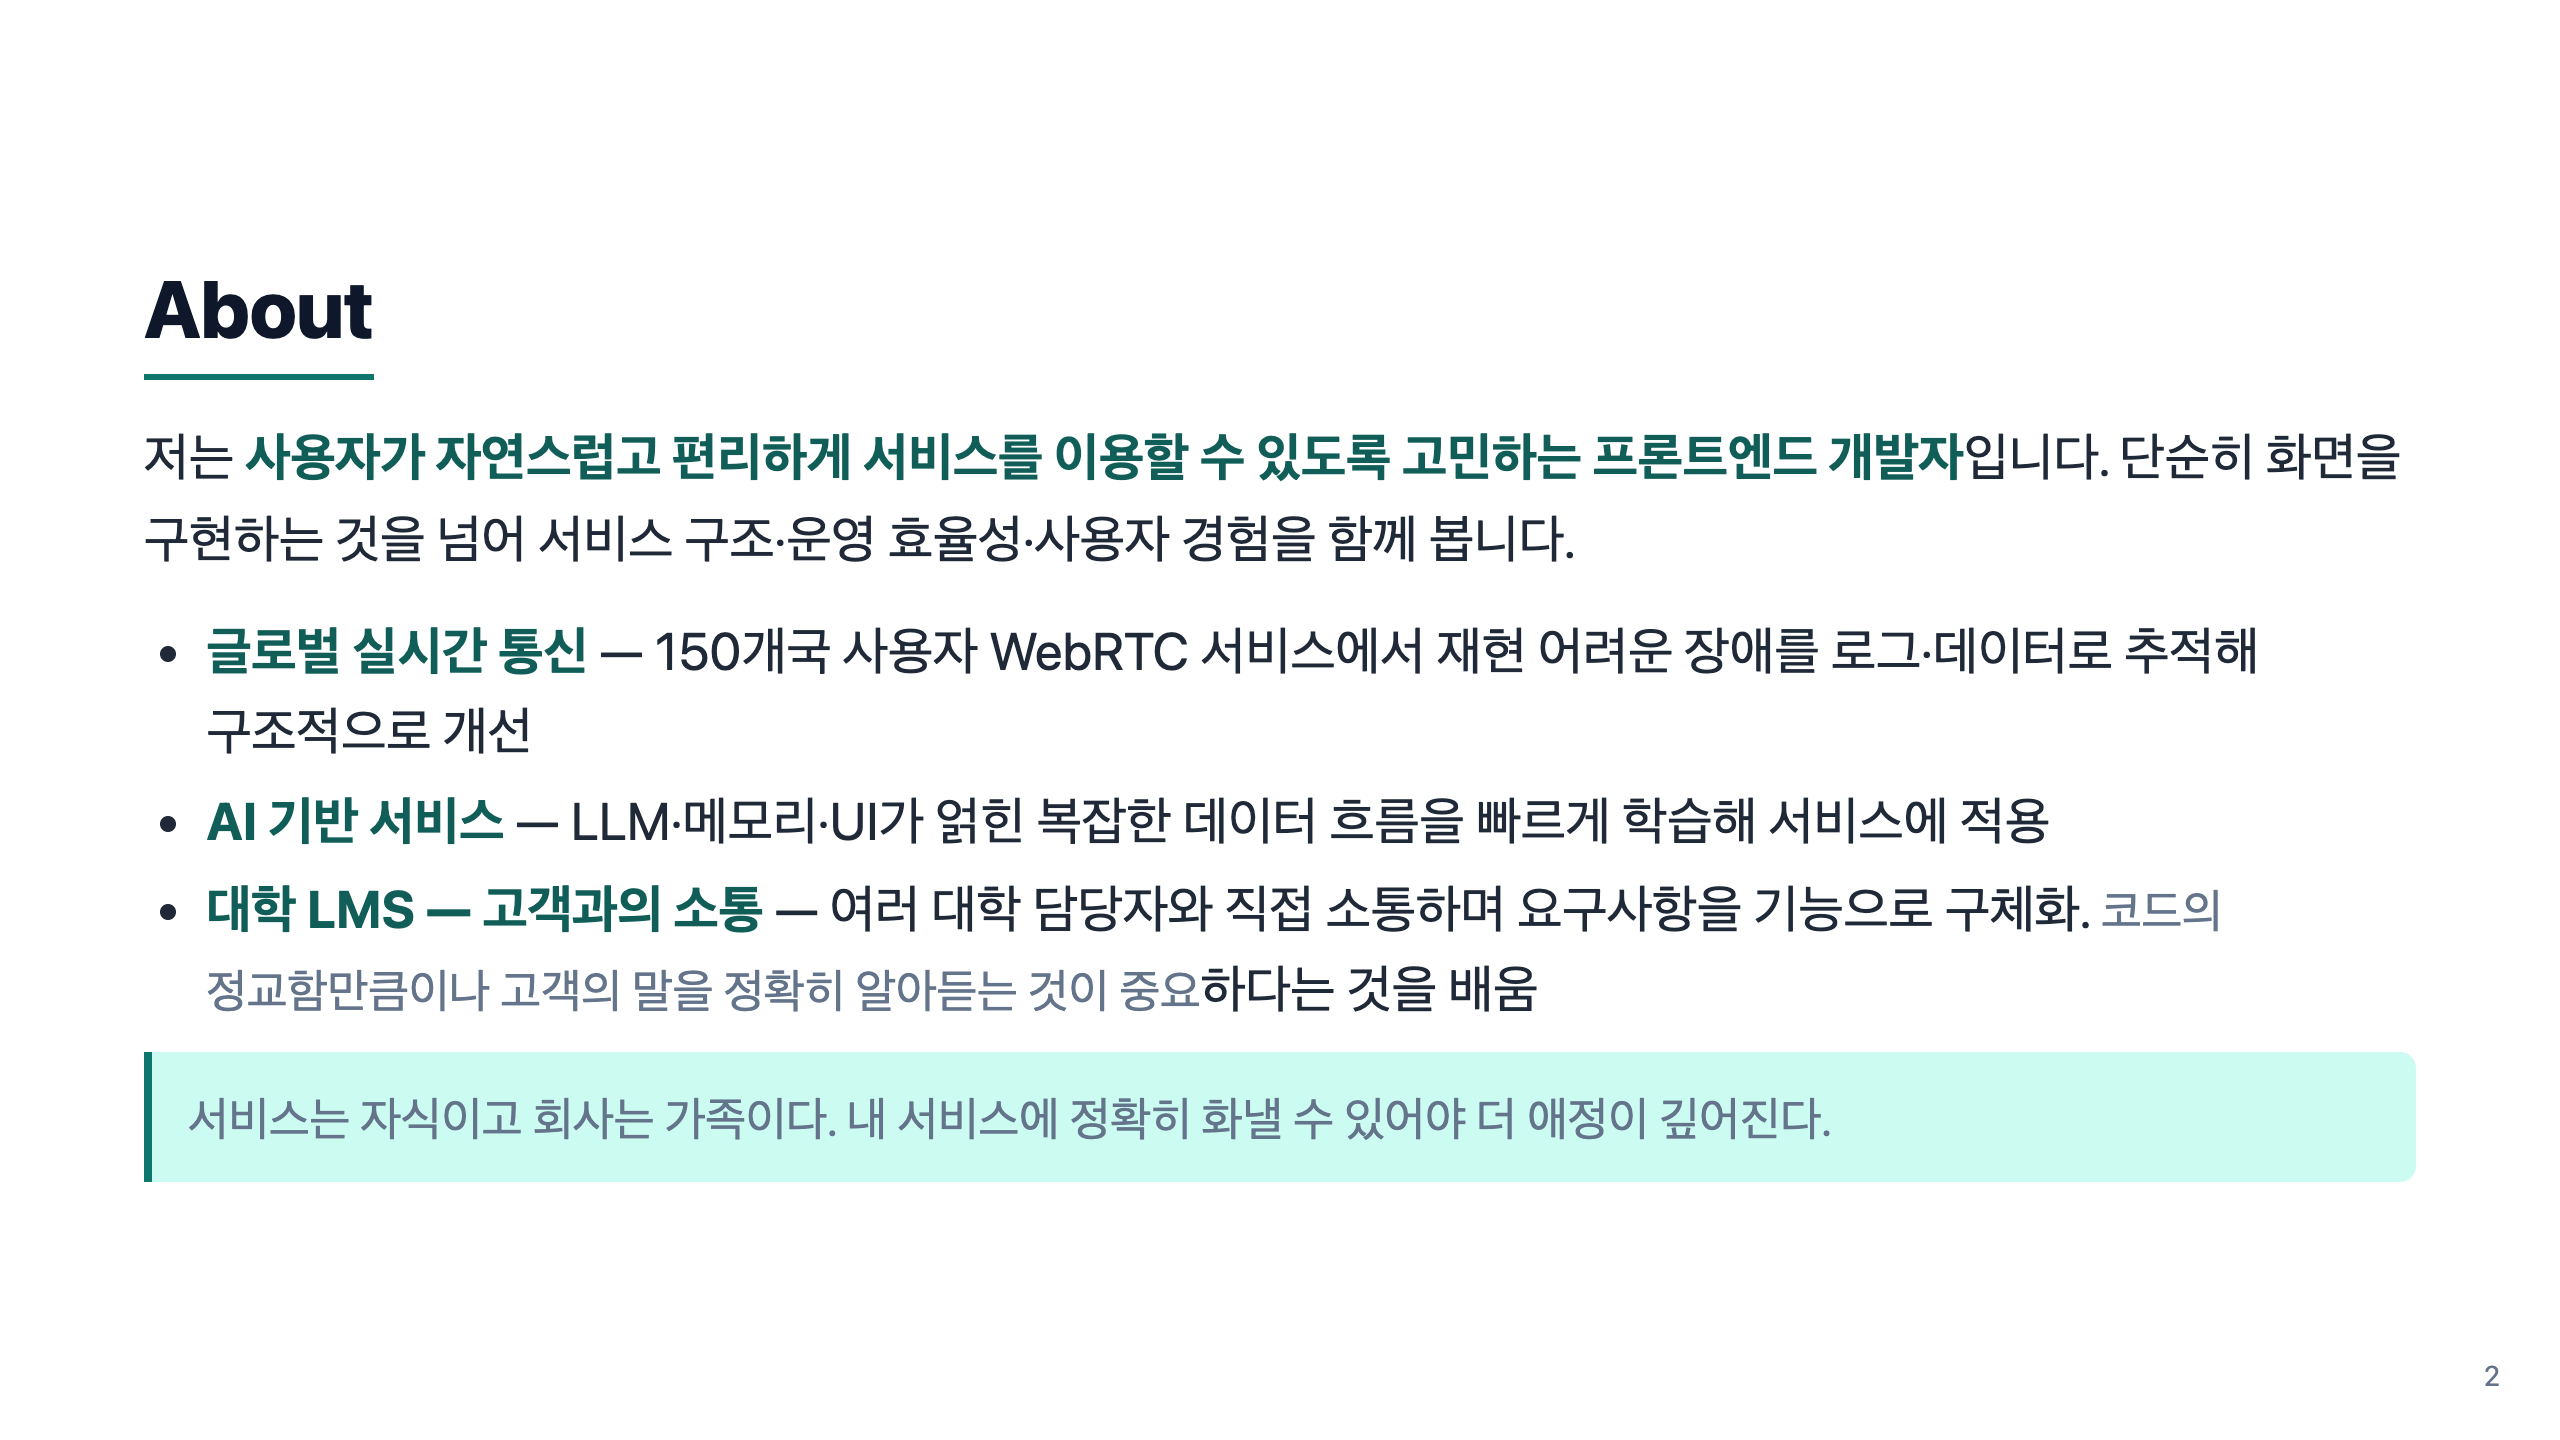 About
저는 사용자가 자연스럽고 편리하게 서비스를 이용할 수 있도록 고민하는 프론트엔드 개발자입니다. 단순히 화면을
구현하는 것을 넘어 서비스 구조·운영 효율성·사용자 경험을 함께 봅니다.
• 글로벌 실시간 통신 — 150개국 사용자 WebRTC 서비스에서 재현 어려운 장애를 로그·데이터로 추적해
구조적으로 개선
• AI 기반 서비스 — LLM·메모리·UI가 얽힌 복잡한 데이터 흐름을 빠르게 학습해 서비스에 적용
• 대학 LMS — 고객과의 소통 — 여러 대학 담당자와 직접 소통하며 요구사항을 기능으로 구체화. 코드의
정교함만큼이나 고객의 말을 정확히 알아듣는 것이 중요하다는 것을 배움
서비스는 자식이고 회사는 가족이다. 내 서비스에 정확히 화낼 수 있어야 더 애정이 깊어진다.
2